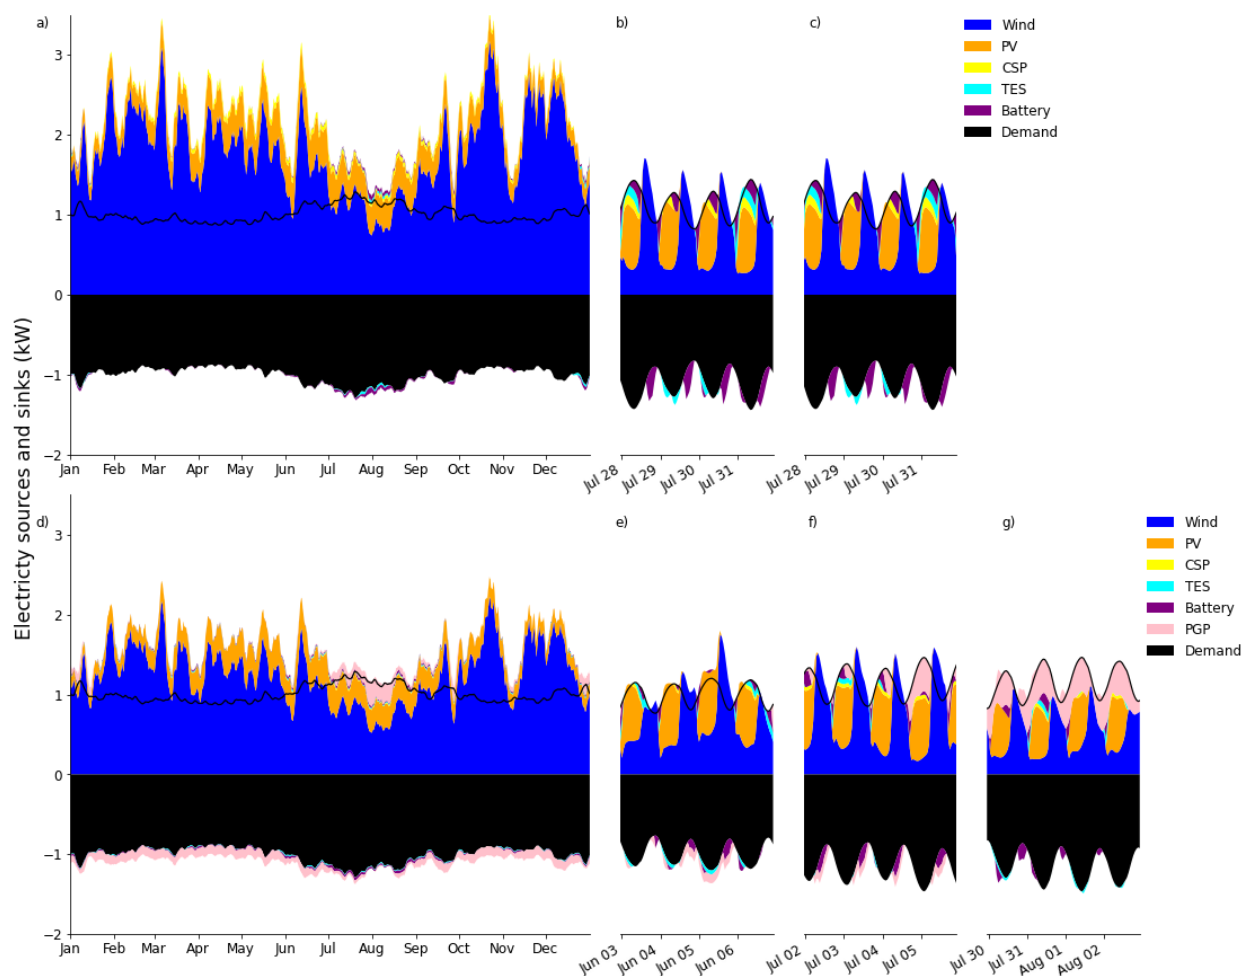 a)
b)
c)
Wind
PV
CSP
TES
Battery
Demand
3
2
1
0
−1
−2
Jan Feb Mar Apr May Jun Jul Aug Sep Oct Nov Dec
Jul 28 Jul 29 Jul 30 Jul 31
Jul 28 Jul 29 Jul 30 Jul 31
Electricty sources and sinks (kW)
d)
e)
f)
g)
Wind
PV
CSP
TES
Battery
PGP
Demand
3
2
1
0
−1
−2
Jan Feb Mar Apr May Jun Jul Aug Sep Oct Nov Dec
Jun 03 Jun 04 Jun 05 Jun 06
Jul 02 Jul 03 Jul 04 Jul 05
Jul 30 Jul 31 Aug 01 Aug 02